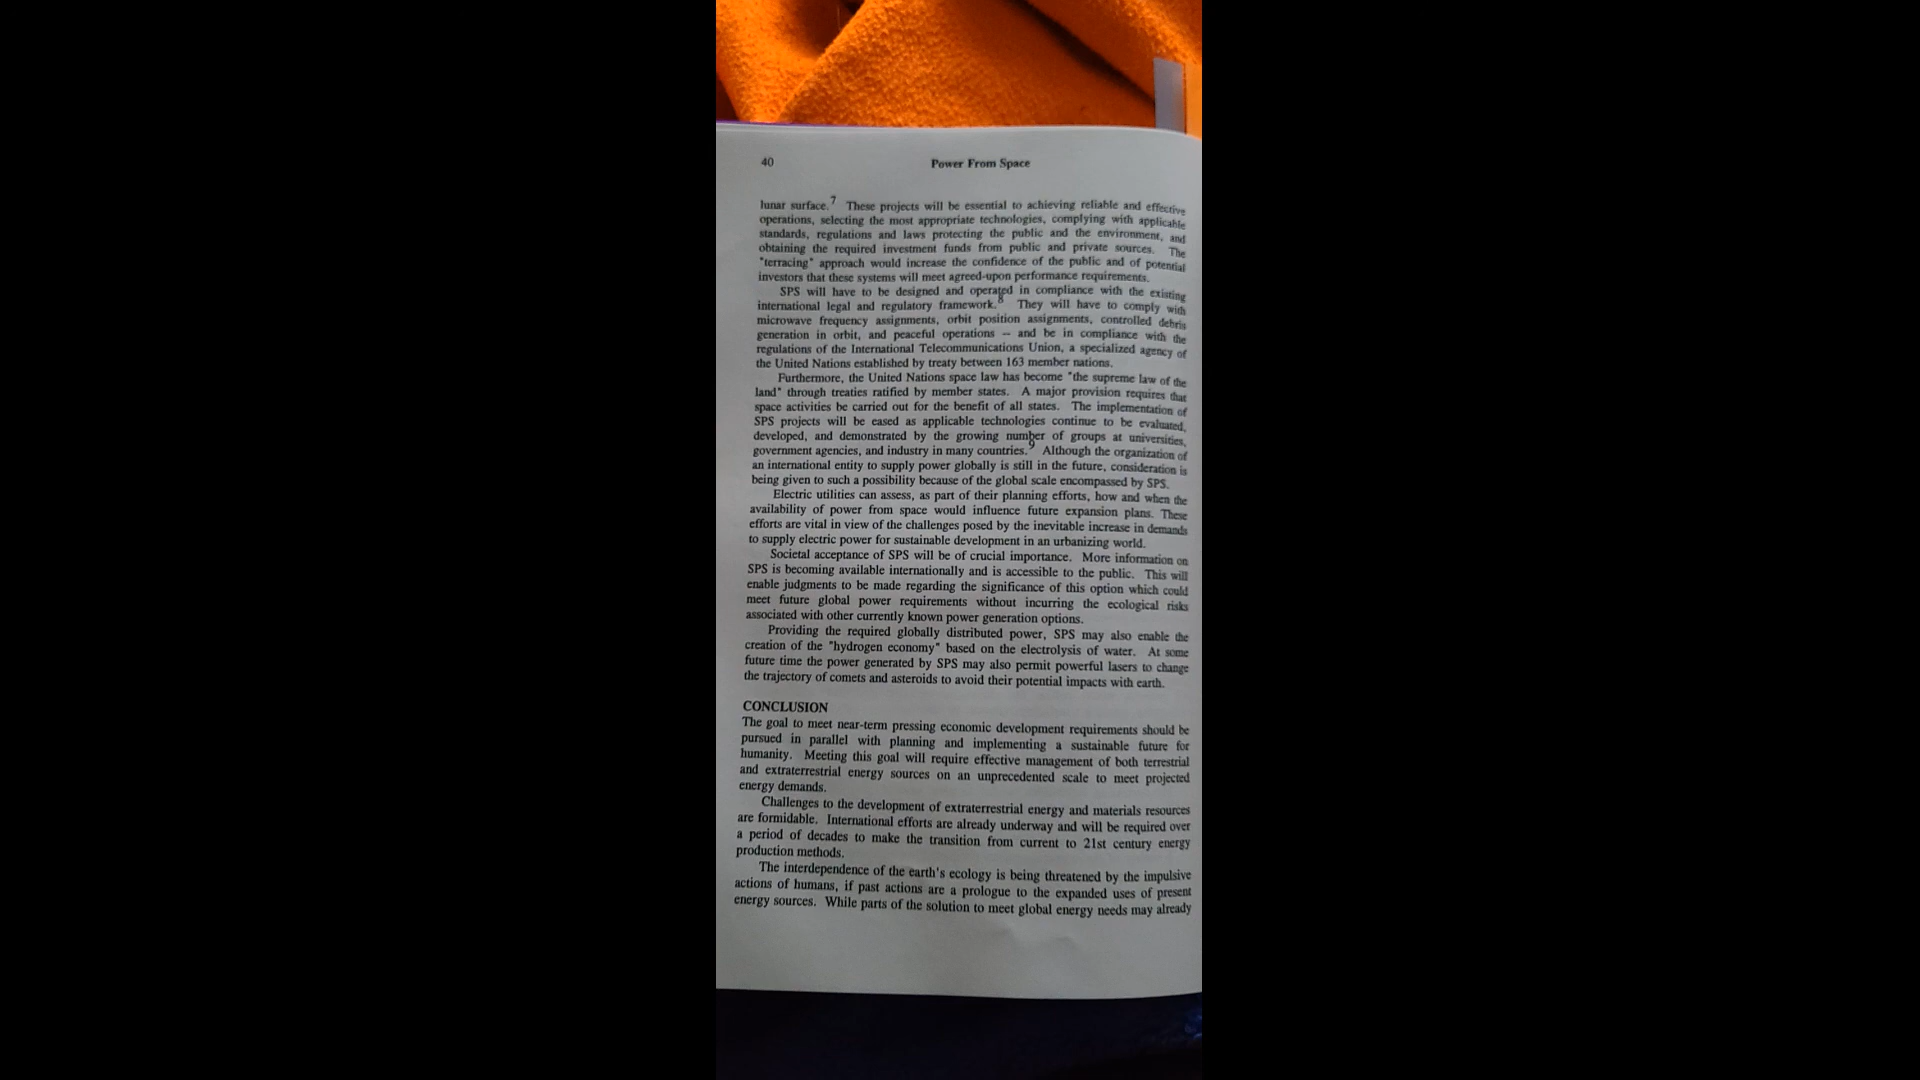 40
Power From Space
lunar surface.7 These projects will be essential to achieving reliable and effective
operations, selecting the most appropriate technologies, complying with applicable
standards, regulations and laws protecting the public and the environment, and
obtaining the required investment funds from public and private sources. The
"terracing" approach would increase the confidence of the public and of potential
investors that these systems will meet agreed-upon performance requirements.
SPS will have to be designed and operated in compliance with the existing
international legal and regulatory framework.8 They will have to comply with
microwave frequency assignments, orbit position assignments, controlled debris
generation in orbit, and peaceful operations -- and be in compliance with the
regulations of the International Telecommunications Union, a specialized agency of
the United Nations established by treaty between 163 member nations.
Furthermore, the United Nations space law has become "the supreme law of the
land" through treaties ratified by member states. A major provision requires that
space activities be carried out for the benefit of all states. The implementation of
SPS projects will be eased as applicable technologies continue to be evaluated,
developed, and demonstrated by the growing number of groups at universities,
government agencies, and industry in many countries.9 Although the organization of
an international entity to supply power globally is still in the future, consideration is
being given to such a possibility because of the global scale encompassed by SPS.
Electric utilities can assess, as part of their planning efforts, how and when the
availability of power from space would influence future expansion plans. These
efforts are vital in view of the challenges posed by the inevitable increase in demands
to supply electric power for sustainable development in an urbanizing world.
Societal acceptance of SPS will be of crucial importance. More information on
SPS is becoming available internationally and is accessible to the public. This will
enable judgments to be made regarding the significance of this option which could
meet future global power requirements without incurring the ecological risks
associated with other currently known power generation options.
Providing the required globally distributed power, SPS may also enable the
creation of the "hydrogen economy" based on the electrolysis of water. At some
future time the power generated by SPS may also permit powerful lasers to change
the trajectory of comets and asteroids to avoid their potential impacts with earth.
CONCLUSION
The goal to meet near-term pressing economic development requirements should be
pursued in parallel with planning and implementing a sustainable future for
humanity. Meeting this goal will require effective management of both terrestrial
and extraterrestrial energy sources on an unprecedented scale to meet projected
energy demands.
Challenges to the development of extraterrestrial energy and materials resources
are formidable. International efforts are already underway and will be required over
a period of decades to make the transition from current to 21st century energy
production methods.
The interdependence of the earth's ecology is being threatened by the impulsive
actions of humans, if past actions are a prologue to the expanded uses of present
energy sources. While parts of the solution to meet global energy needs may already